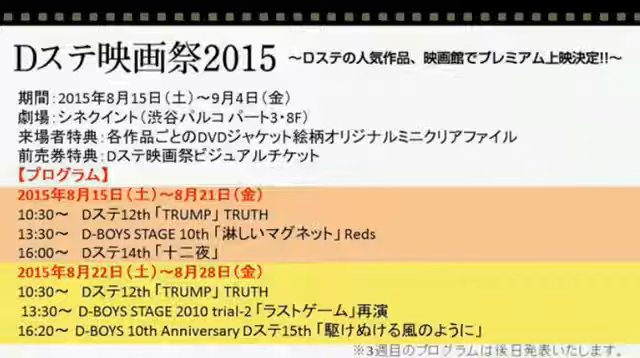 Dステ映画祭2015 ～Dステの人気作品、映画館でプレミアム上映決定!!～
期間：2015年8月15日（土）～9月4日（金）
劇場：シネクイント（渋谷パルコ パート3・8F）
来場者特典：各作品ごとのDVDジャケット絵柄オリジナルミニクリアファイル
前売券特典：Dステ映画祭ビジュアルチケット
【プログラム】
2015年8月15日（土）～8月21日（金）
10:30～ Dステ12th「TRUMP」TRUTH
13:30～ D-BOYS STAGE 10th「淋しいマグネット」Reds
16:00～ Dステ14th「十二夜」
2015年8月22日（土）～8月28日（金）
10:30～ Dステ12th「TRUMP」TRUTH
13:30～ D-BOYS STAGE 2010 trial-2「ラストゲーム」再演
16:20～ D-BOYS 10th Anniversary Dステ15th「駆けぬける風のように」
※3週目のプログラムは後日発表いたします。